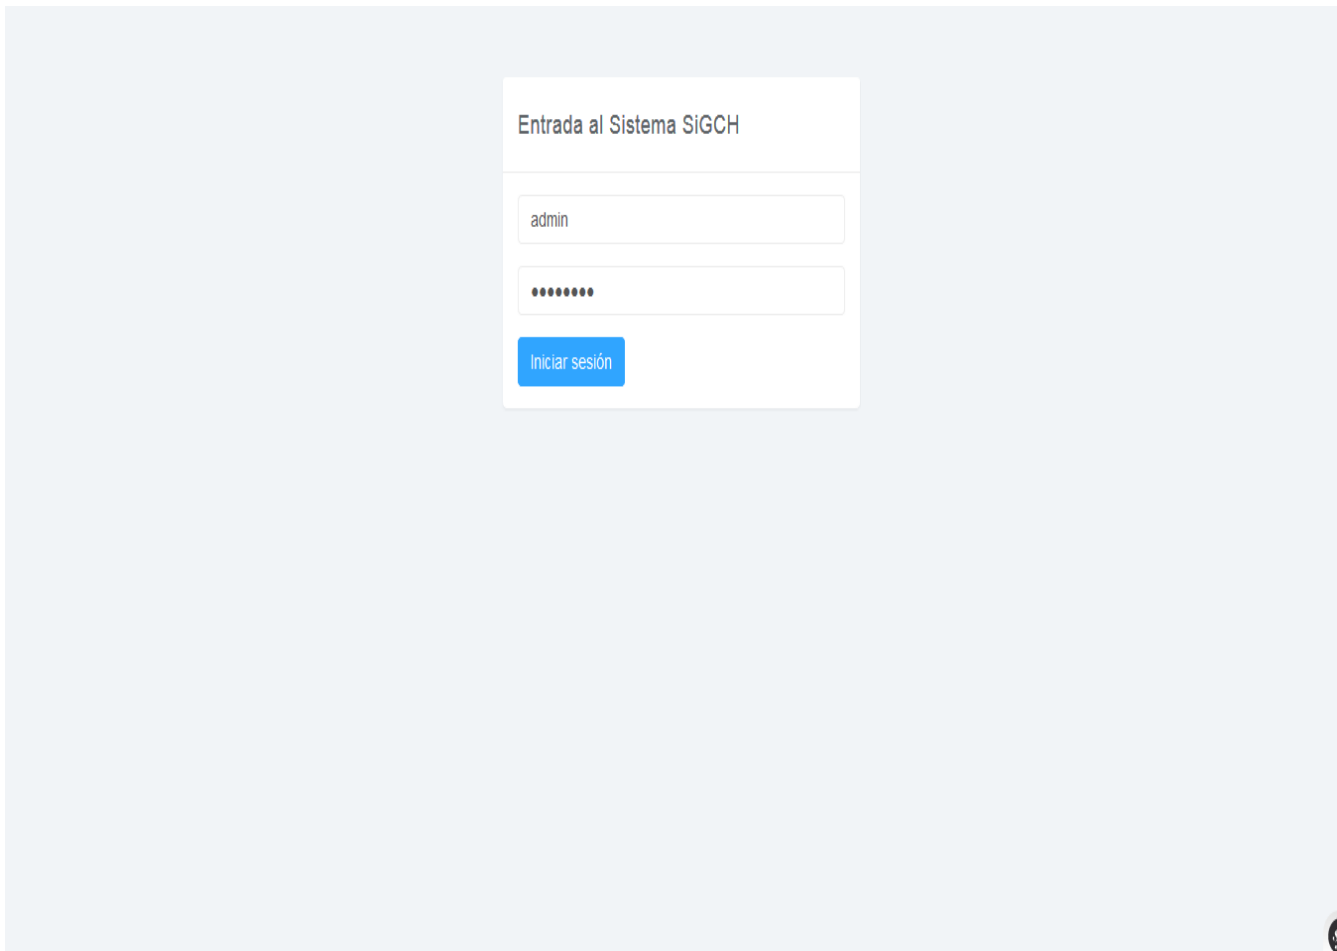 Entrada al Sistema SiGCH
admin
••••••••
Iniciar sesión